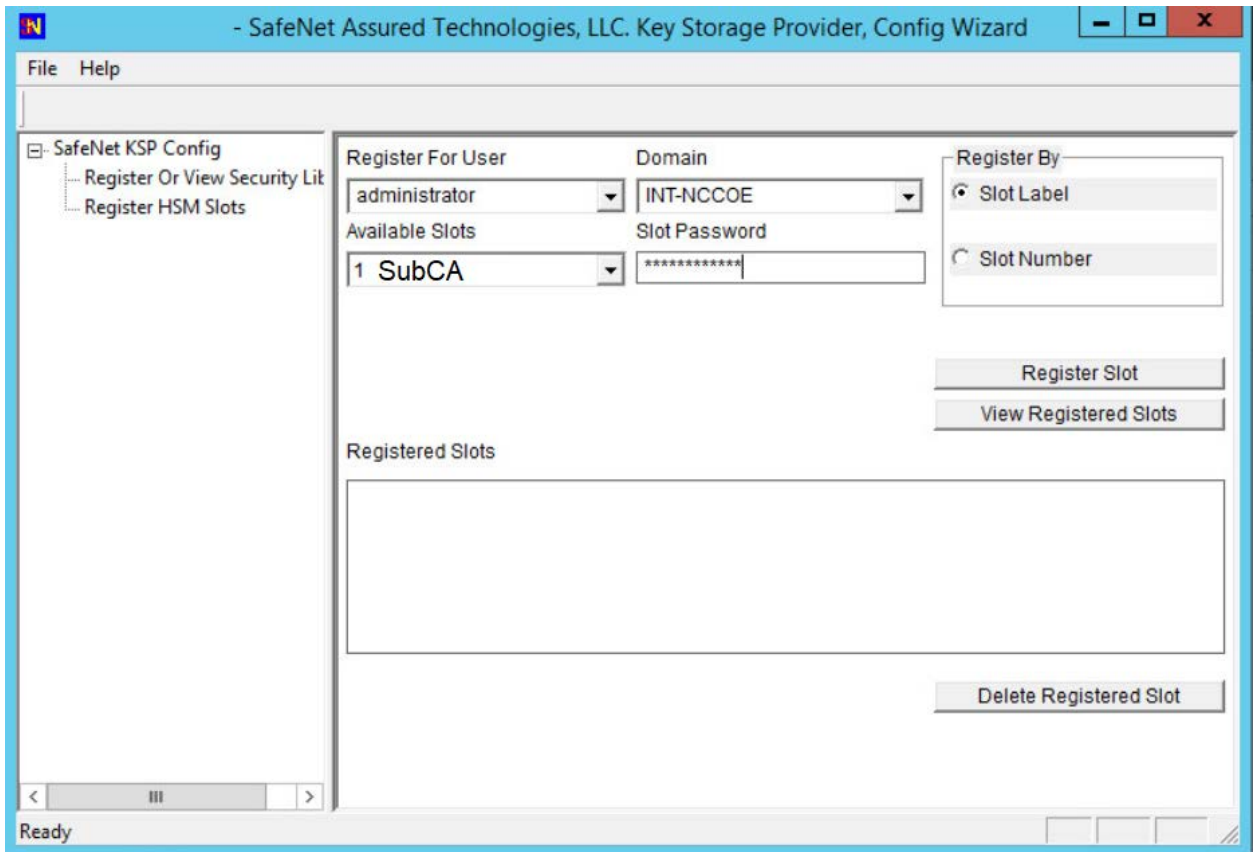 - SafeNet Assured Technologies, LLC. Key Storage Provider, Config Wizard
File Help
SafeNet KSP Config
Register Or View Security Lib
Register HSM Slots
Register For User
Domain
Register By
administrator
INT-NCCOE
Slot Label
Available Slots
Slot Password
1 SubCA
************
Slot Number
Register Slot
View Registered Slots
Registered Slots
Delete Registered Slot
Ready